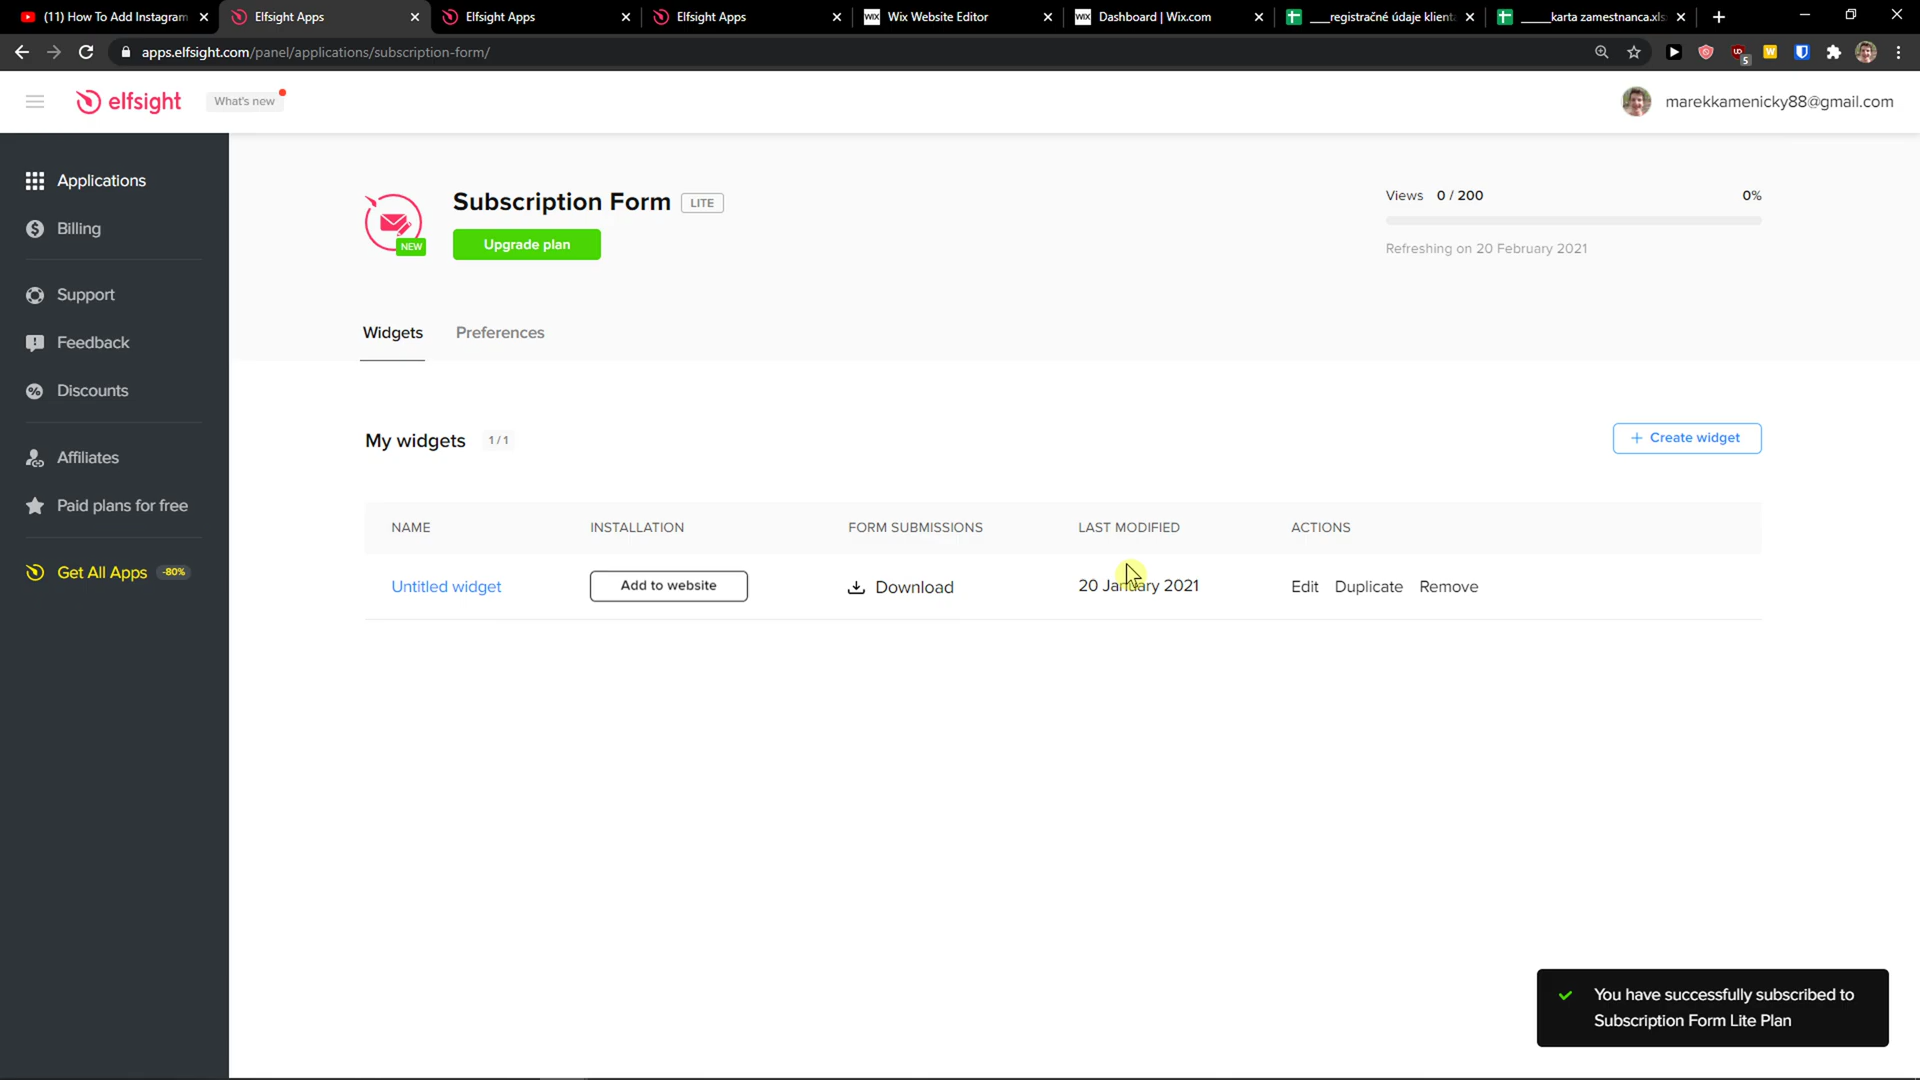 (11) How To Add Instagram
Elfsight Apps
Elfsight Apps
Elfsight Apps
WIX Wix Website Editor
WIX Dashboard | Wix.com
___registračné údaje klient
_____karta zamestnanca.xls
apps.elfsight.com/panel/applications/subscription-form/
5
W
elfsight
What's new
marekkamenicky88@gmail.com
Applications
Billing
Support
Feedback
Discounts
Affiliates
Paid plans for free
Get All Apps -80%
NEW
Subscription Form LITE
Upgrade plan
Views 0 / 200 0%
Refreshing on 20 February 2021
Widgets Preferences
My widgets 1 / 1
+ Create widget
NAME INSTALLATION FORM SUBMISSIONS LAST MODIFIED ACTIONS
Untitled widget Add to website Download 20 January 2021 Edit Duplicate Remove
You have successfully subscribed to
Subscription Form Lite Plan